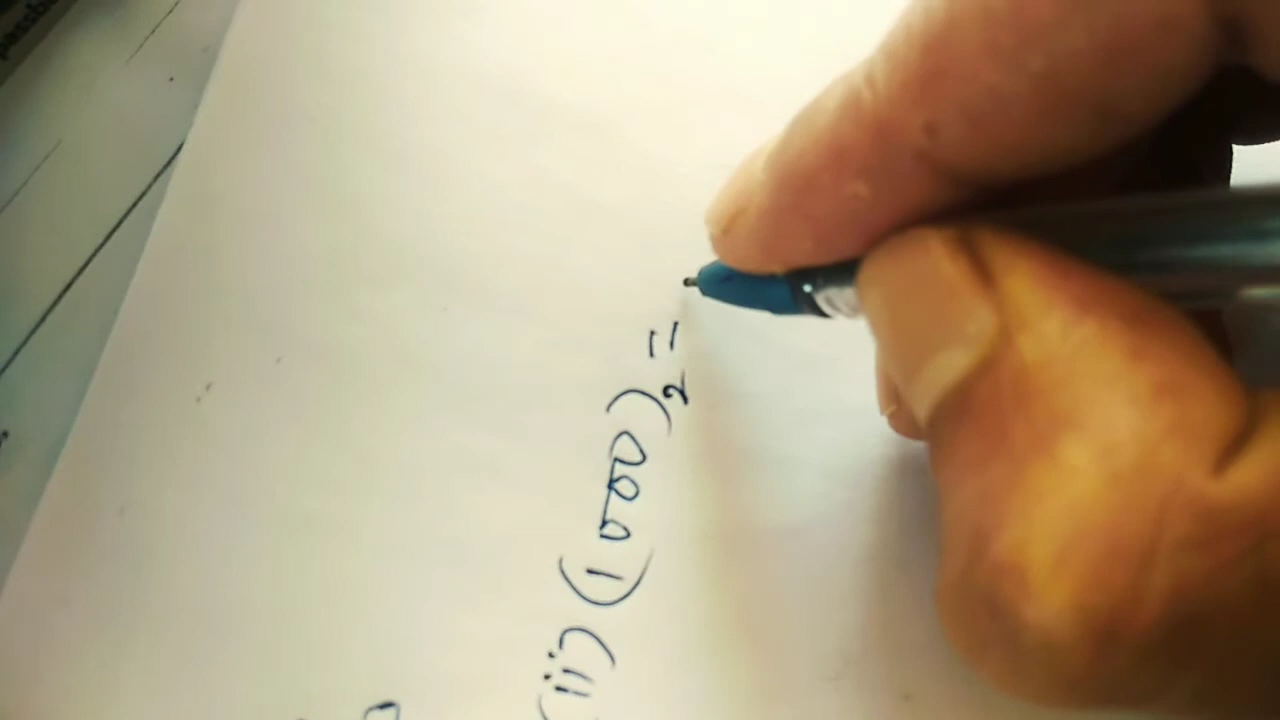 (ii) (1000)₂ =